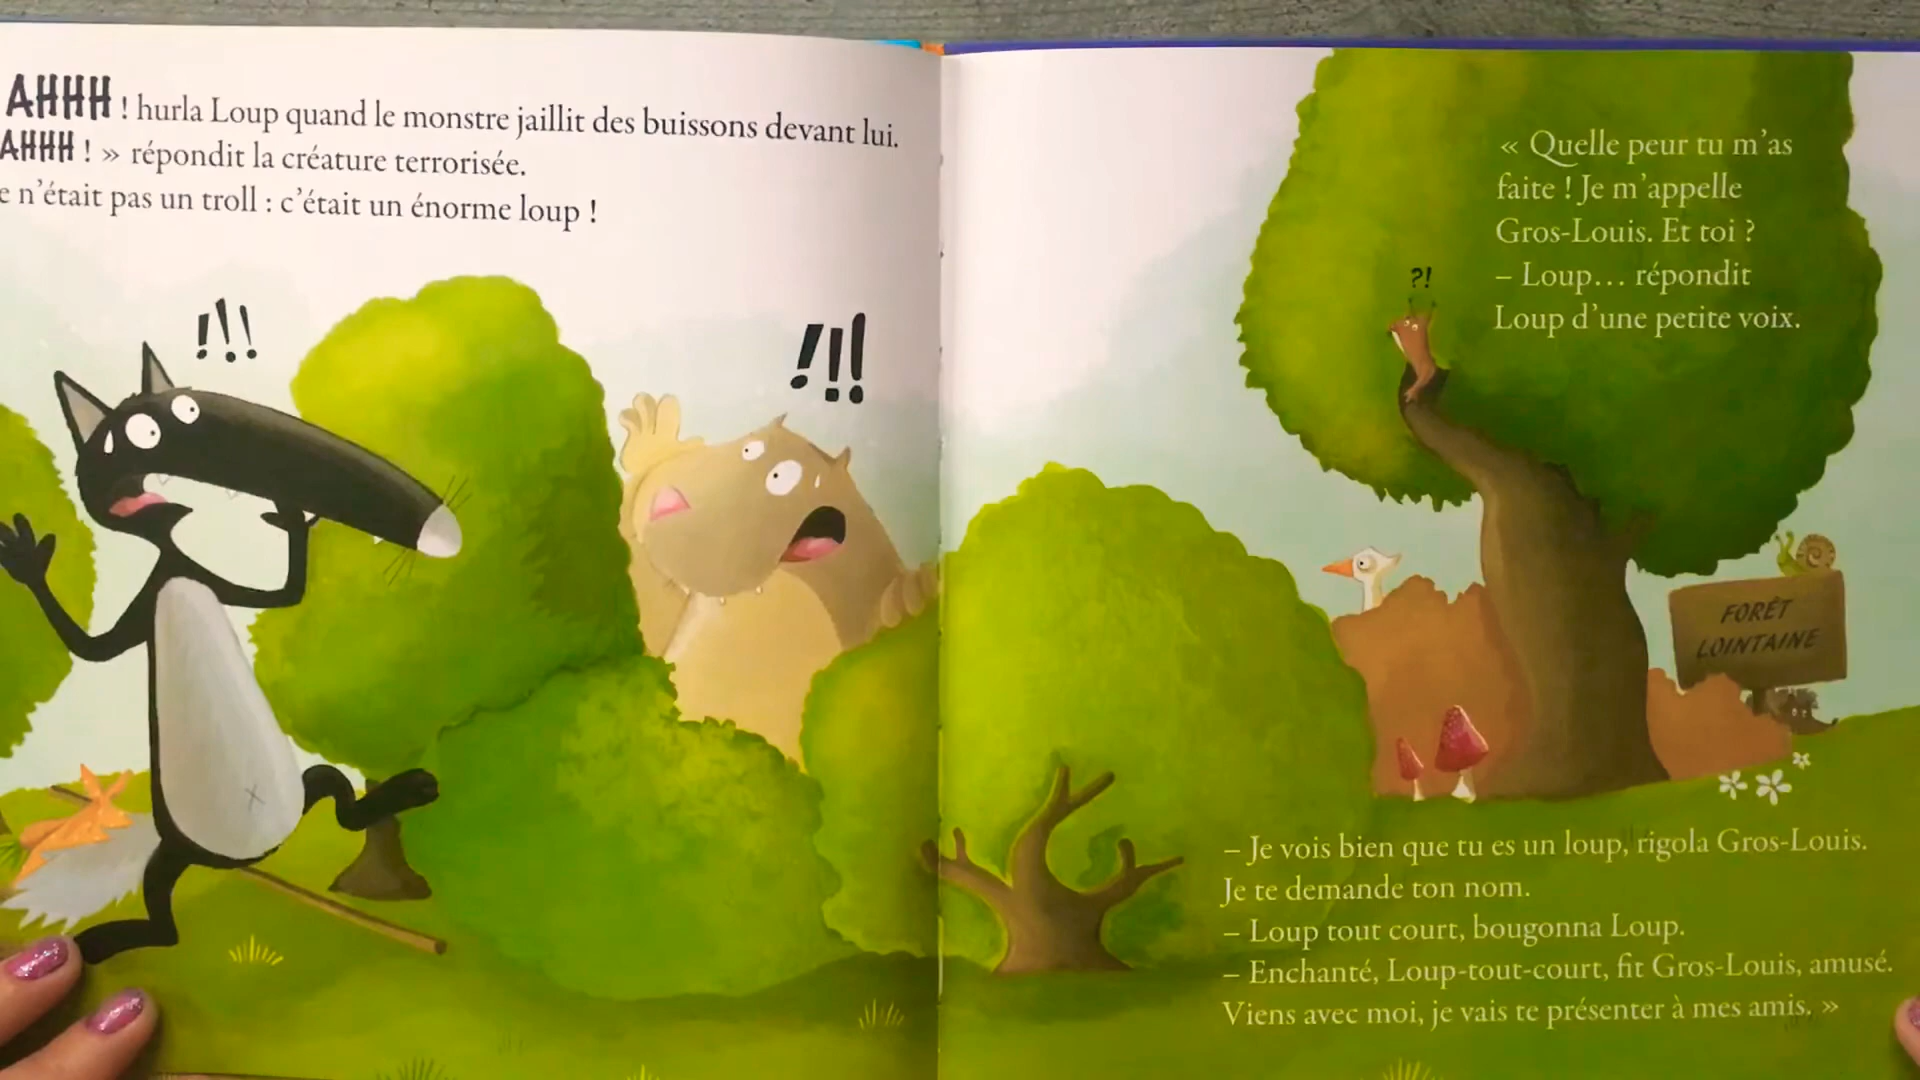 AHHH ! hurla Loup quand le monstre jaillit des buissons devant lui.
AHHH ! » répondit la créature terrorisée.
e n'était pas un troll : c'était un énorme loup !
!!!
!!!
« Quelle peur tu m'as
faite ! Je m'appelle
Gros-Louis. Et toi ?
– Loup… répondit
Loup d'une petite voix.
?!
FORÊT
LOINTAINE
– Je vois bien que tu es un loup, rigola Gros-Louis.
Je te demande ton nom.
– Loup tout court, bougonna Loup.
– Enchanté, Loup-tout-court, fit Gros-Louis, amusé.
Viens avec moi, je vais te présenter à mes amis. »